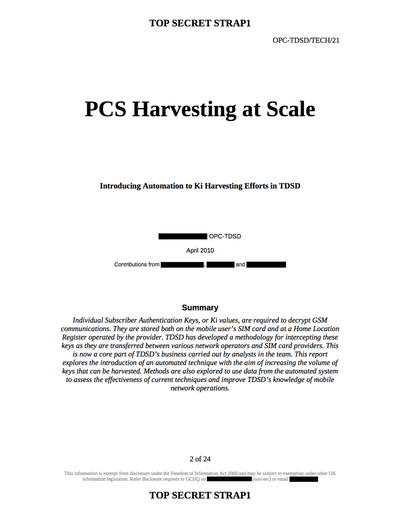 TOP SECRET STRAP1
OPC-TDSD/TECH/21
PCS Harvesting at Scale
Introducing Automation to Ki Harvesting Efforts in TDSD
OPC-TDSD
April 2010
Contributions from , and
Summary
Individual Subscriber Authentication Keys, or Ki values, are required to decrypt GSM
communications. They are stored both on the mobile user's SIM card and at a Home Location
Register operated by the provider. TDSD has developed a methodology for intercepting these
keys as they are transferred between various network operators and SIM card providers. This
is now a core part of TDSD's business carried out by analysts in the team. This report
explores the introduction of an automated technique with the aim of increasing the volume of
keys that can be harvested. Methods are also explored to use data from the automated system
to assess the effectiveness of current techniques and improve TDSD's knowledge of mobile
network operations.
2 of 24
This information is exempt from disclosure under the Freedom of Information Act 2000 and may be subject to exemption under other UK
information legislation. Refer disclosure requests to GCHQ on (non-sec) or email
TOP SECRET STRAP1